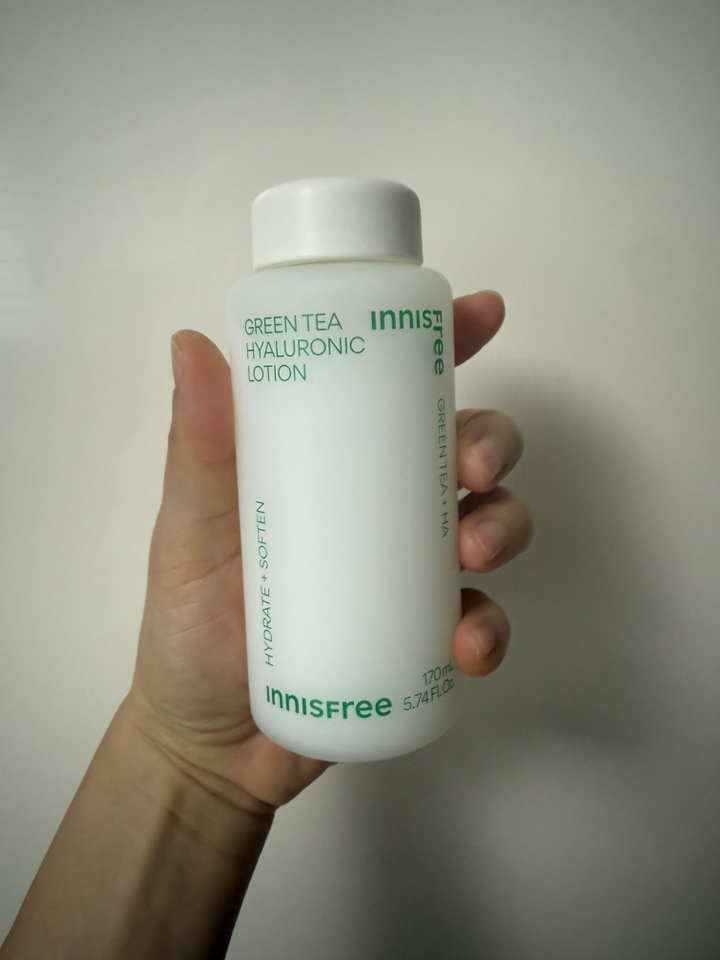 GREEN TEA
HYALURONIC
LOTION
INNISFree
GREEN TEA + HA
HYDRATE + SOFTEN
INNISFree
170 mL
5.74 Fl. Oz.